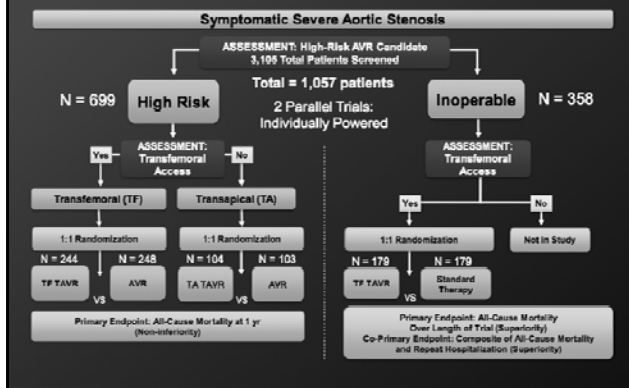 Symptomatic Severe Aortic Stenosis
ASSESSMENT: High-Risk AVR Candidate
3,105 Total Patients Screened
Total = 1,057 patients
2 Parallel Trials:
Individually Powered
N = 699
High Risk
Inoperable
N = 358
ASSESSMENT:
Transfemoral
Access
Yes
No
Transfemoral (TF)
Transapical (TA)
1:1 Randomization
1:1 Randomization
N = 244
N = 248
N = 104
N = 103
TF TAVR
VS
AVR
TA TAVR
VS
AVR
Primary Endpoint: All-Cause Mortality at 1 yr
(Non-inferiority)
ASSESSMENT:
Transfemoral
Access
Yes
No
1:1 Randomization
Not In Study
N = 179
N = 179
TF TAVR
VS
Standard
Therapy
Primary Endpoint: All-Cause Mortality
Over Length of Trial (Superiority)
Co-Primary Endpoint: Composite of All-Cause Mortality
and Repeat Hospitalization (Superiority)